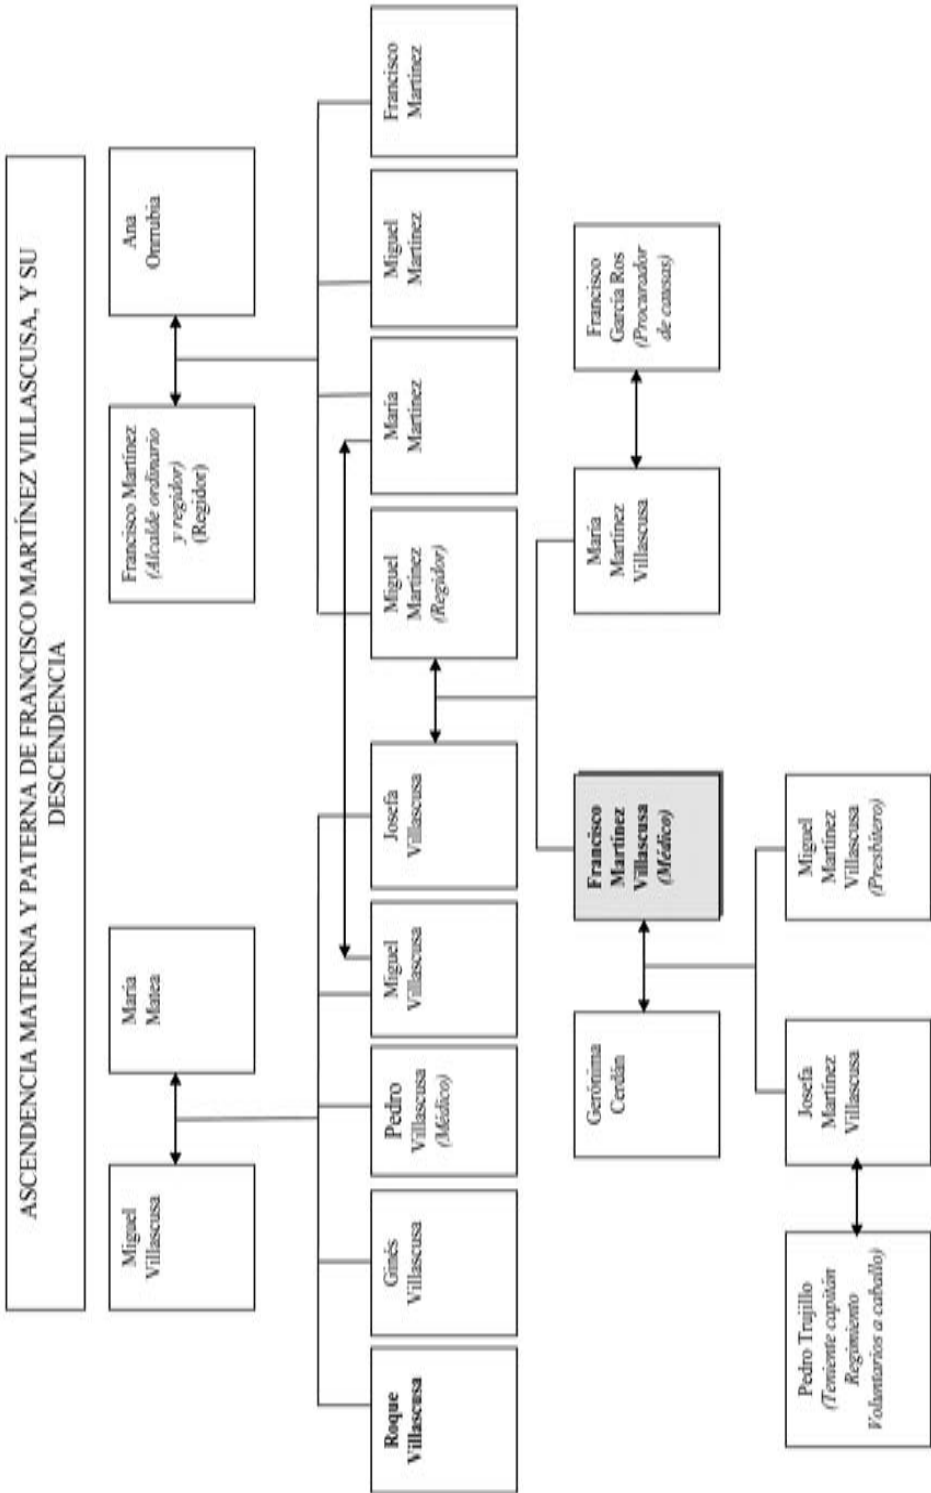 ASCENDENCIA MATERNA Y PATERNA DE FRANCISCO MARTÍNEZ VILLASCUSA, Y SU
DESCENDENCIA
Miguel
Villascusa
María
Matea
Francisco Martínez
(Alcalde ordinario
y regidor)
(Regidor)
Ana
Onrrubia
Roque
Villascusa
Ginés
Villascusa
Pedro
Villascusa
(Médico)
Miguel
Villascusa
Josefa
Villascusa
Miguel
Martínez
(Regidor)
María
Martínez
Miguel
Martínez
Francisco
Martínez
Gerónima
Cerdán
Francisco
Martínez
Villascusa
(Médico)
María
Martínez
Villascusa
Francisco
García Ros
(Procurador
de causas)
Pedro Trujillo
(Teniente capitán
Regimiento
Voluntarios a caballo)
Josefa
Martínez
Villascusa
Miguel
Martínez
Villascusa
(Presbítero)